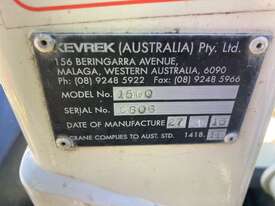 KEVREK (AUSTRALIA) Pty. Ltd.
156 BERINGARRA AVENUE,
MALAGA, WESTERN AUSTRALIA, 6090
Ph: (08) 9248 5922 Fax: (08) 9248 5966
MODEL No.
SERIAL No.
DATE OF MANUFACTURE
CRANE COMPLIES TO AUST. STD. 1418.